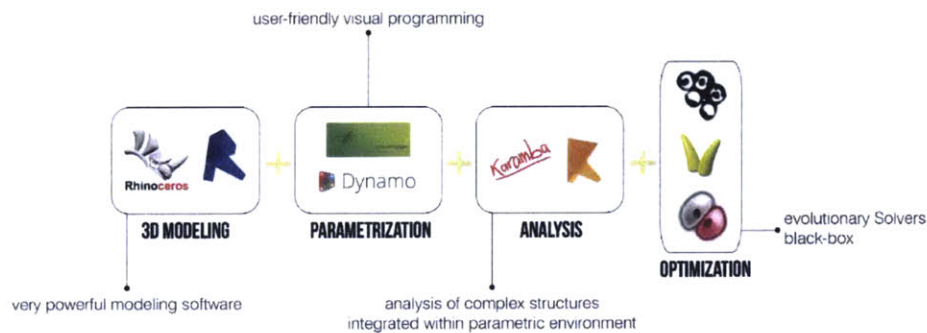 user-friendly visual programming
Rhinoceros
Dynamo
Karamba
3D MODELING
PARAMETRIZATION
ANALYSIS
OPTIMIZATION
evolutionary Solvers
black-box
very powerful modeling software
analysis of complex structures
integrated within parametric environment